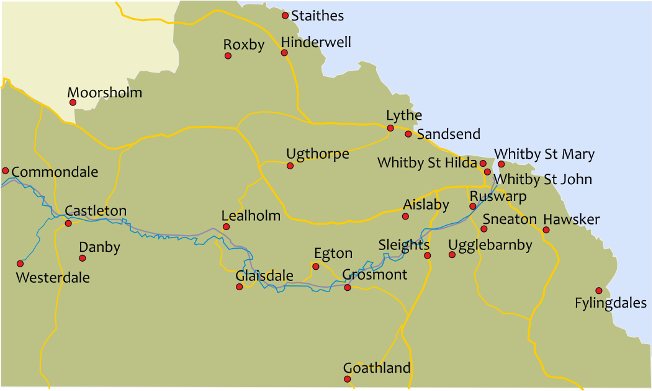 Staithes
Roxby
Hinderwell
Moorsholm
Lythe
Sandsend
Ugthorpe
Whitby St Hilda
Whitby St Mary
Commondale
Whitby St John
Castleton
Lealholm
Aislaby
Ruswarp
Sneaton
Hawsker
Danby
Egton
Sleights
Ugglebarnby
Westerdale
Glaisdale
Grosmont
Fylingdales
Goathland